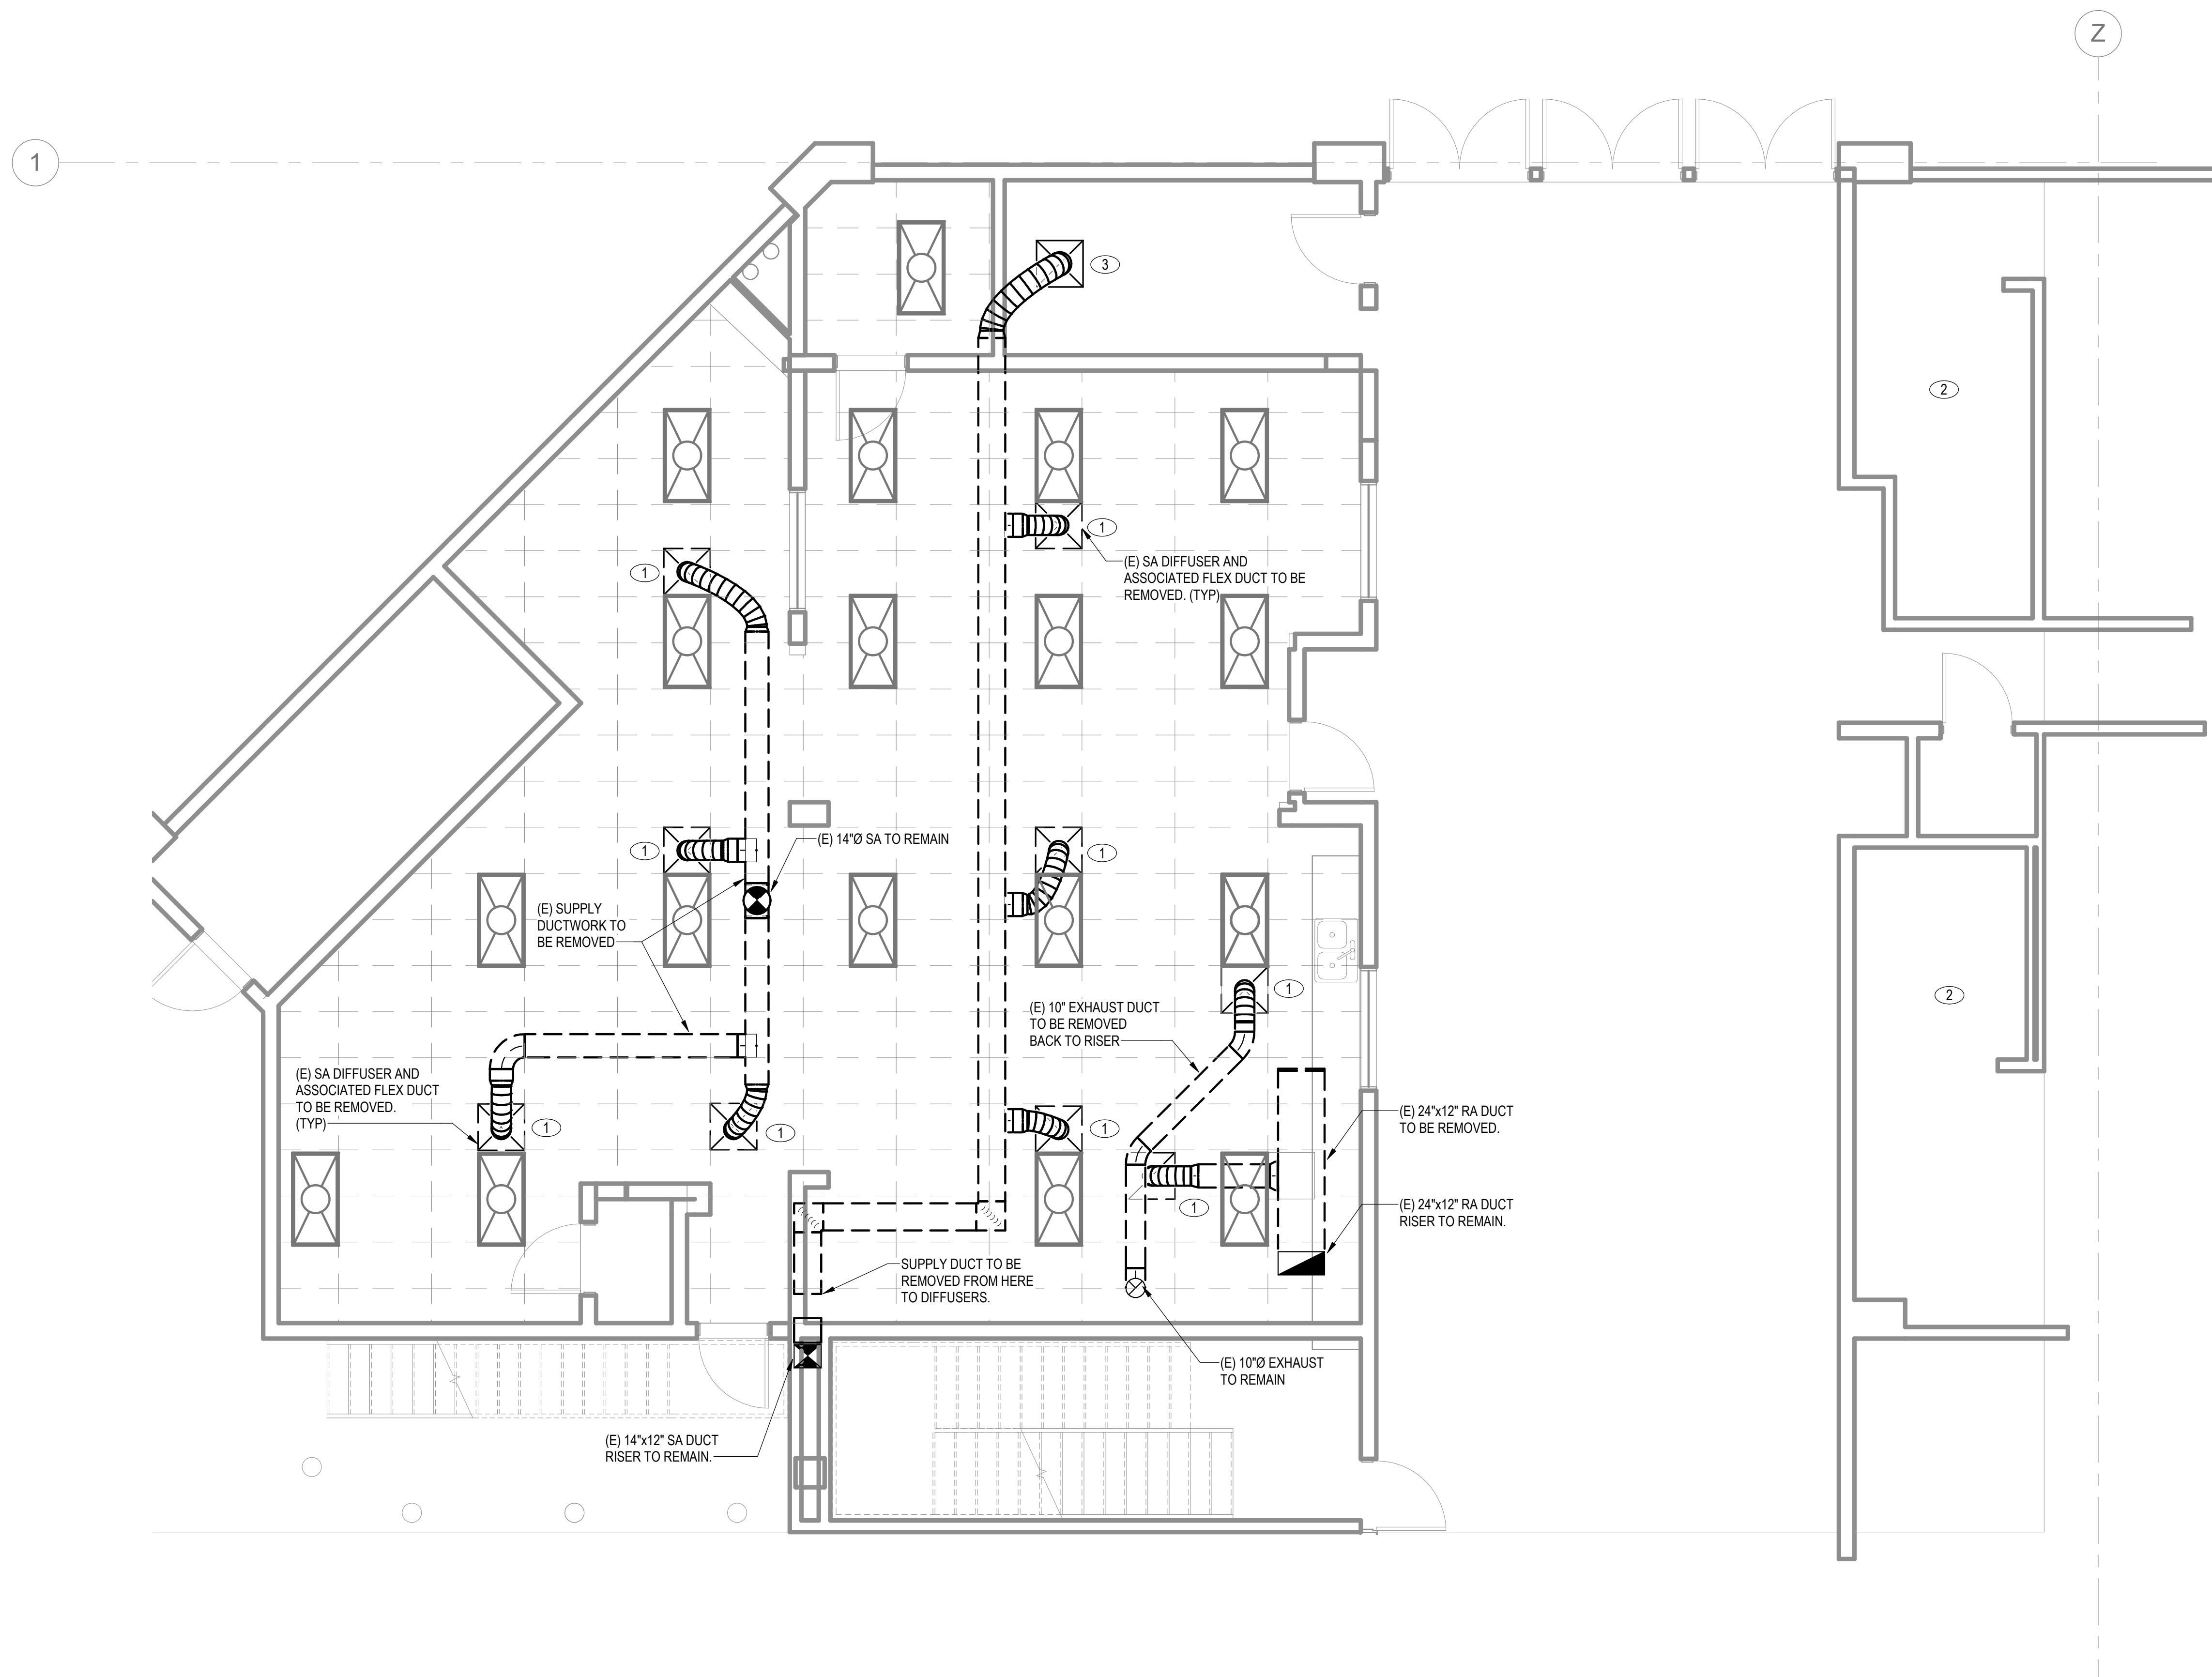 Z
1
3
2
1
(E) SA DIFFUSER AND
ASSOCIATED FLEX DUCT TO BE
REMOVED. (TYP)
1
(E) 14"Ø SA TO REMAIN
1
1
(E) SUPPLY
DUCTWORK TO
BE REMOVED
1
2
(E) 10" EXHAUST DUCT
TO BE REMOVED
BACK TO RISER
(E) SA DIFFUSER AND
ASSOCIATED FLEX DUCT
TO BE REMOVED.
(TYP)
1
1
1
(E) 24"x12" RA DUCT
TO BE REMOVED.
1
(E) 24"x12" RA DUCT
RISER TO REMAIN.
SUPPLY DUCT TO BE
REMOVED FROM HERE
TO DIFFUSERS.
(E) 10"Ø EXHAUST
TO REMAIN
(E) 14"x12" SA DUCT
RISER TO REMAIN.